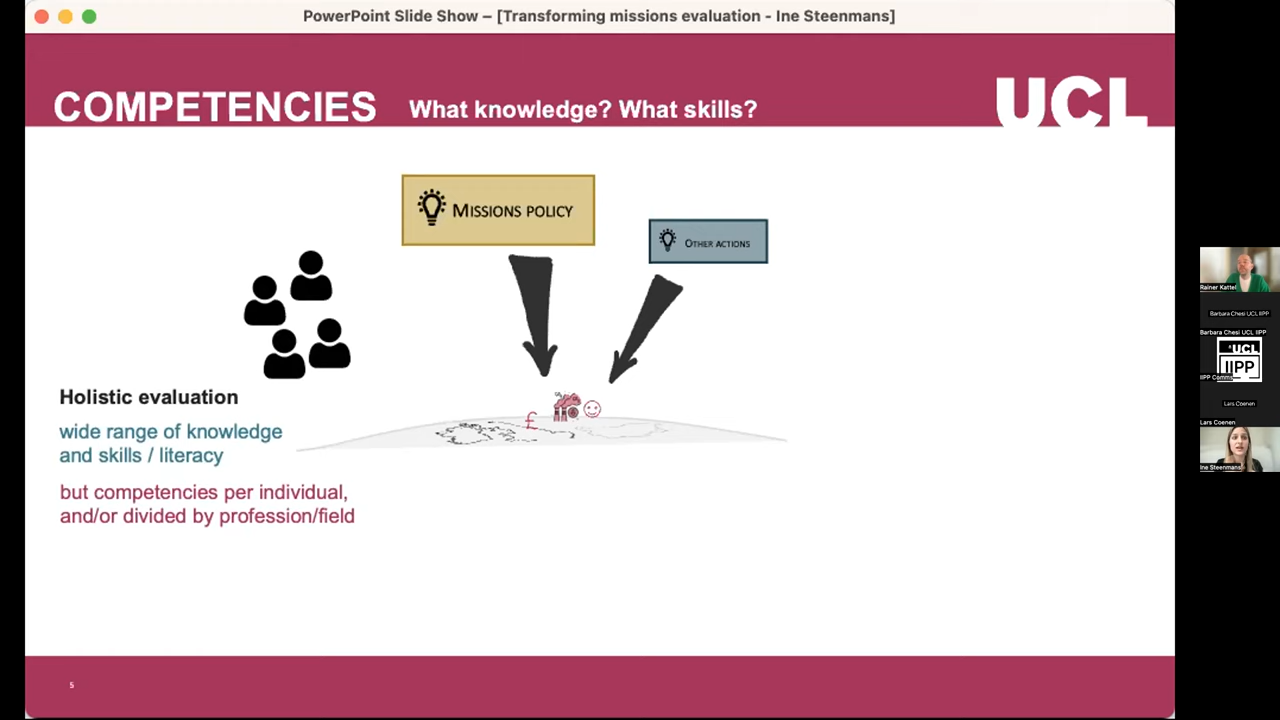 PowerPoint Slide Show – [Transforming missions evaluation - Ine Steenmans]
COMPETENCIES What knowledge? What skills?
UCL
MISSIONS POLICY
OTHER ACTIONS
£
Holistic evaluation
wide range of knowledge
and skills / literacy
but competencies per individual,
and/or divided by profession/field
5
Rainer Kattel
Barbara Chesi UCL IIPP
Barbara Chesi UCL IIPP
UCL
IIPP
IIPP Comms
Lars Coenen
Lars Coenen
Ine Steenmans